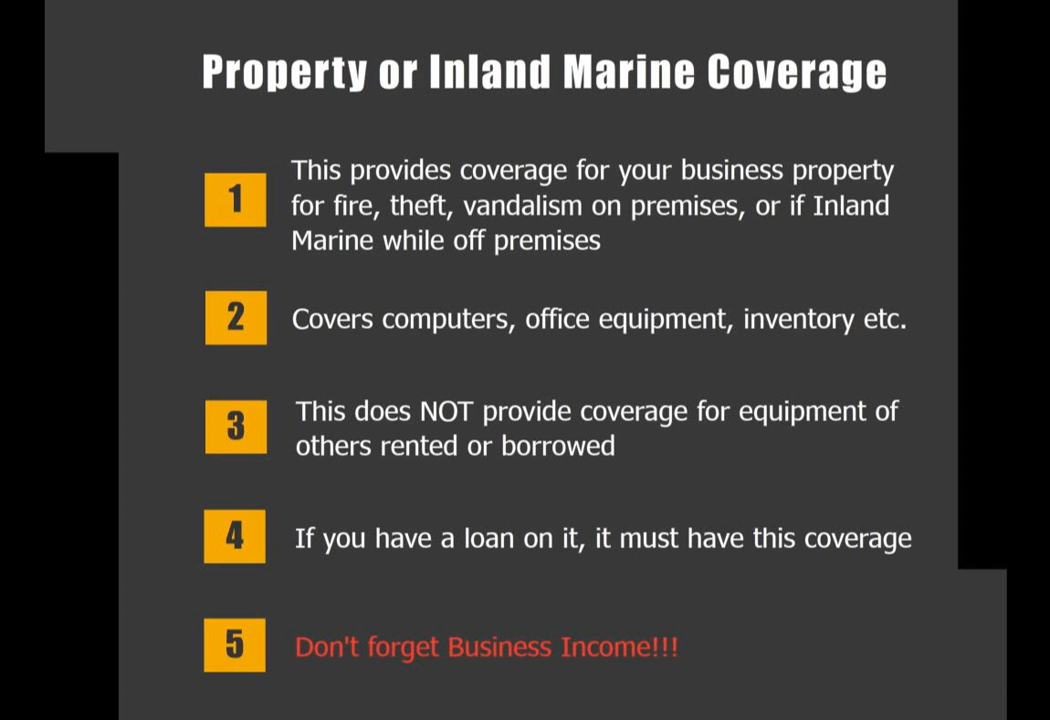 Property or Inland Marine Coverage
1
This provides coverage for your business property
for fire, theft, vandalism on premises, or if Inland
Marine while off premises
2
Covers computers, office equipment, inventory etc.
3
This does NOT provide coverage for equipment of
others rented or borrowed
4
If you have a loan on it, it must have this coverage
5
Don't forget Business Income!!!